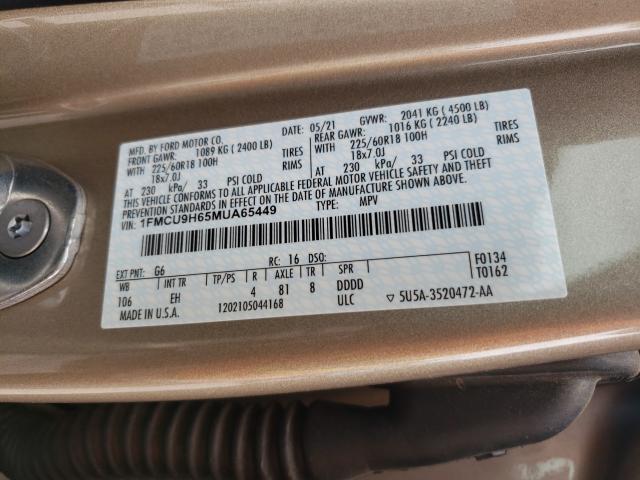 MFD. BY FORD MOTOR CO.
DATE: 05/21 GVWR: 2041 KG ( 4500 LB)
FRONT GAWR: 1089 KG ( 2400 LB) REAR GAWR: 1016 KG ( 2240 LB)
WITH 225/60R18 100H TIRES WITH 225/60R18 100H TIRES
18x7.0J RIMS 18x7.0J RIMS
AT 230 kPa/ 33 PSI COLD AT 230 kPa/ 33 PSI COLD
THIS VEHICLE CONFORMS TO ALL APPLICABLE FEDERAL MOTOR VEHICLE SAFETY AND THEFT
PREVENTION STANDARDS IN EFFECT ON THE DATE OF MANUFACTURE SHOWN ABOVE.
VIN: 1FMCU9H65MUA65449 TYPE: MPV
EXT PNT: G6 RC: 16 DSO: F0134
WB INT TR TP/PS R AXLE TR SPR T0162
106 EH 4 81 8 DDDD
MADE IN U.S.A. 1202105044168 ULC 5U5A-3520472-AA